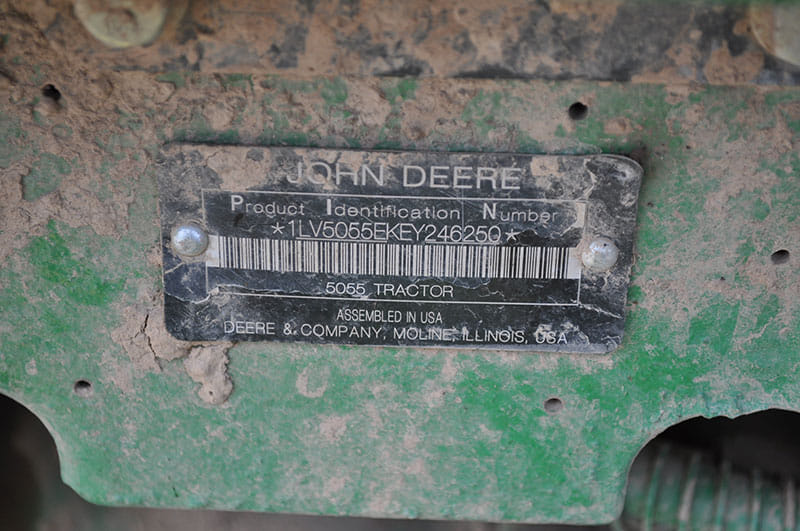 JOHN DEERE
Product Identification Number
*1LV5055EKEY246250*
5055 TRACTOR
ASSEMBLED IN USA
DEERE & COMPANY, MOLINE, ILLINOIS, USA